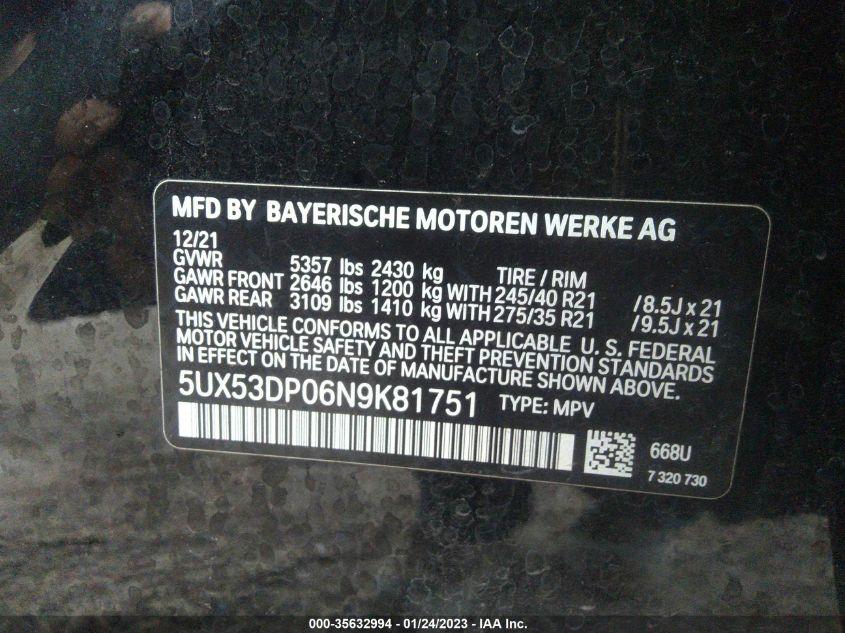 MFD BY BAYERISCHE MOTOREN WERKE AG
12/21
GVWR 5357 lbs 2430 kg TIRE / RIM
GAWR FRONT 2646 lbs 1200 kg WITH 245/40 R21 /8.5J x 21
GAWR REAR 3109 lbs 1410 kg WITH 275/35 R21 /9.5J x 21
THIS VEHICLE CONFORMS TO ALL APPLICABLE U. S. FEDERAL
MOTOR VEHICLE SAFETY AND THEFT PREVENTION STANDARDS
IN EFFECT ON THE DATE OF MANUFACTURE SHOWN ABOVE.
5UX53DP06N9K81751 TYPE: MPV
668U
7 320 730
000-35632994 — 01/24/2023 — IAA Inc.